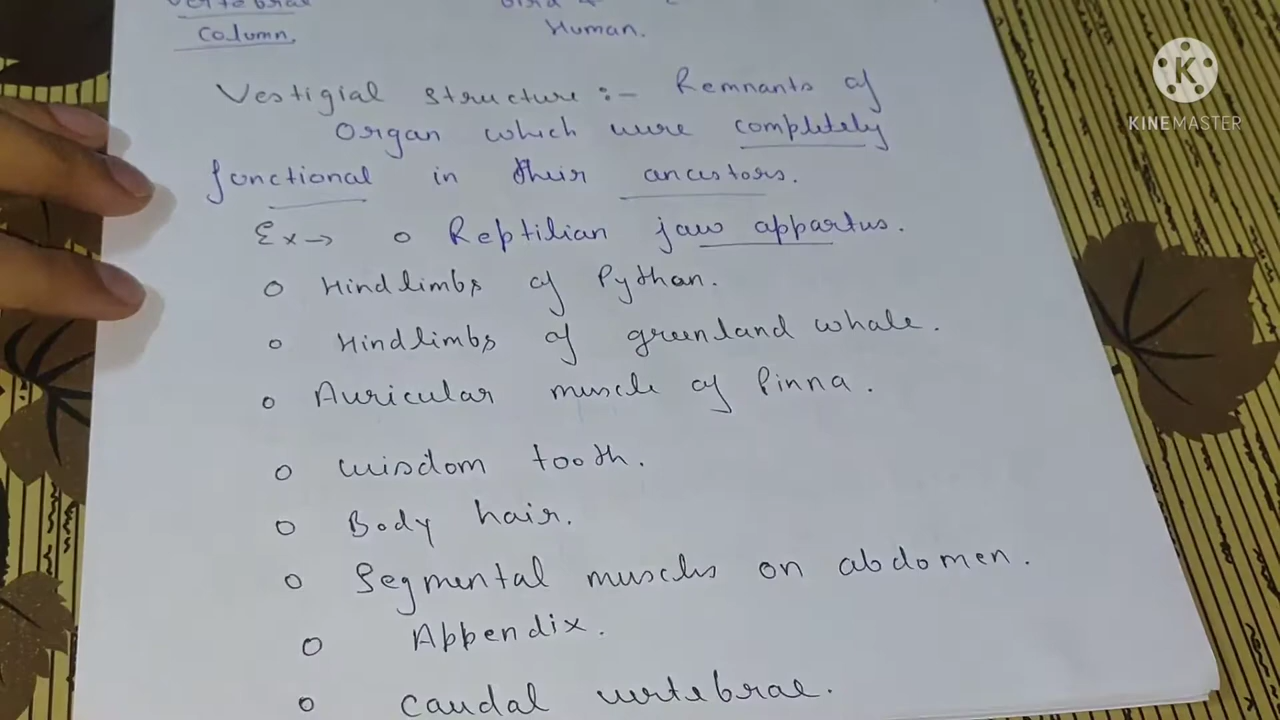 Vertebral
Column.
Bird &
Human.
Vestigial structure :- Remnants of
Organ which were completely
functional in their ancestors.
Ex→ o Reptilian jaw appartus.
o Hindlimbs of Python.
o Hindlimbs of greenland whale.
o Auricular muscle of Pinna.
o wisdom tooth.
o Body hair.
o Segmental muscles on abdomen.
o Appendix.
o caudal vertebrae.
K
KINEMASTER